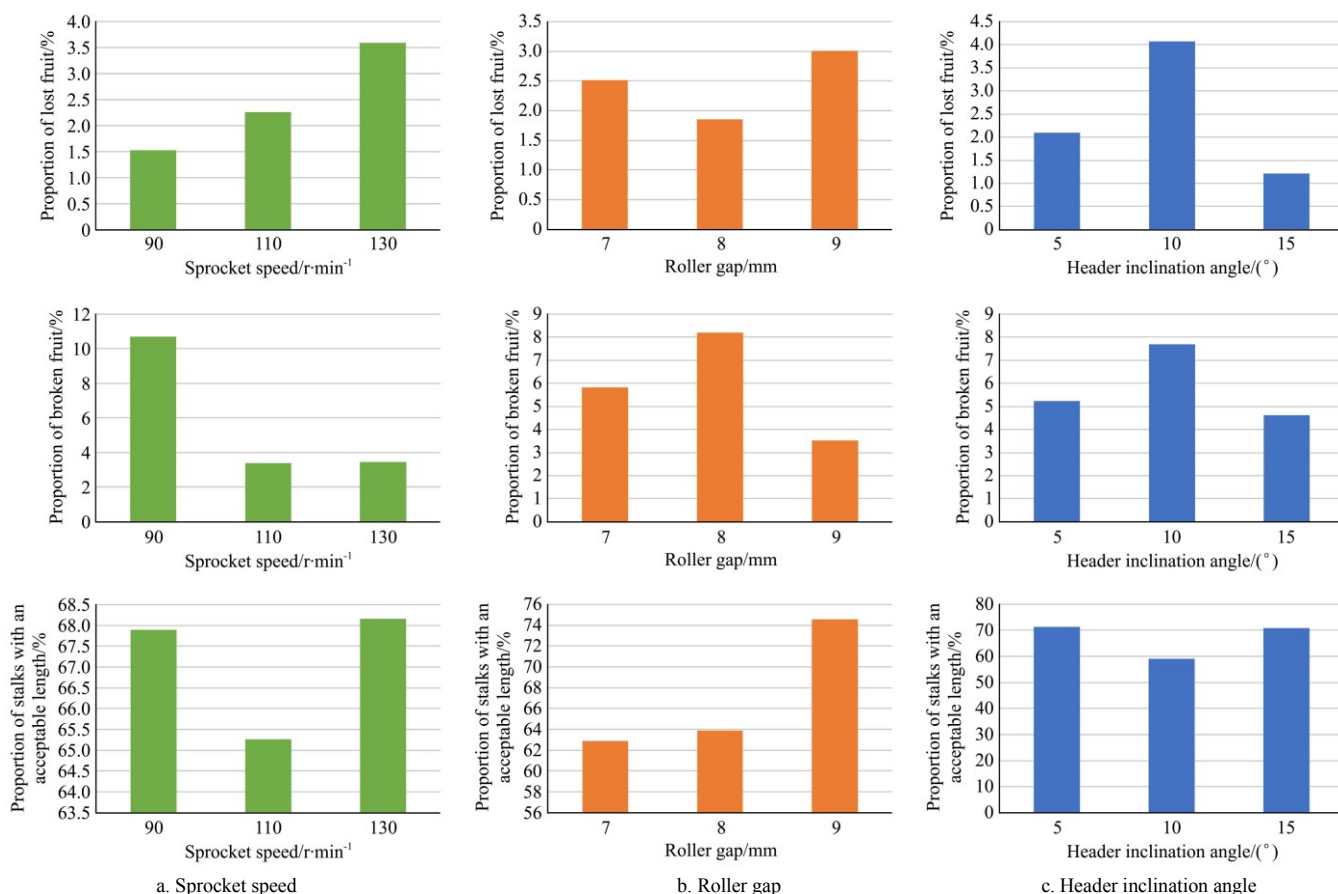 Proportion of lost fruit/%
4.0
3.5
3.0
2.5
2.0
1.5
1.0
0.5
0
90 110 130
Sprocket speed/r·min⁻¹
Proportion of lost fruit/%
3.5
3.0
2.5
2.0
1.5
1.0
0.5
0
7 8 9
Roller gap/mm
Proportion of lost fruit/%
4.5
4.0
3.5
3.0
2.5
2.0
1.5
1.0
0.5
0
5 10 15
Header inclination angle/(°)
Proportion of broken fruit/%
12
10
8
6
4
2
0
90 110 130
Sprocket speed/r·min⁻¹
Proportion of broken fruit/%
9
8
7
6
5
4
3
2
1
0
7 8 9
Roller gap/mm
Proportion of broken fruit/%
9
8
7
6
5
4
3
2
1
0
5 10 15
Header inclination angle/(°)
Proportion of stalks with an
acceptable length/%
68.5
68.0
67.5
67.0
66.5
66.0
65.5
65.0
64.5
64.0
63.5
90 110 130
Sprocket speed/r·min⁻¹
Proportion of stalks with an
acceptable length/%
76
74
72
70
68
66
64
62
60
58
56
7 8 9
Roller gap/mm
Proportion of stalks with an
acceptable length/%
80
70
60
50
40
30
20
10
0
5 10 15
Header inclination angle/(°)
a. Sprocket speed
b. Roller gap
c. Header inclination angle